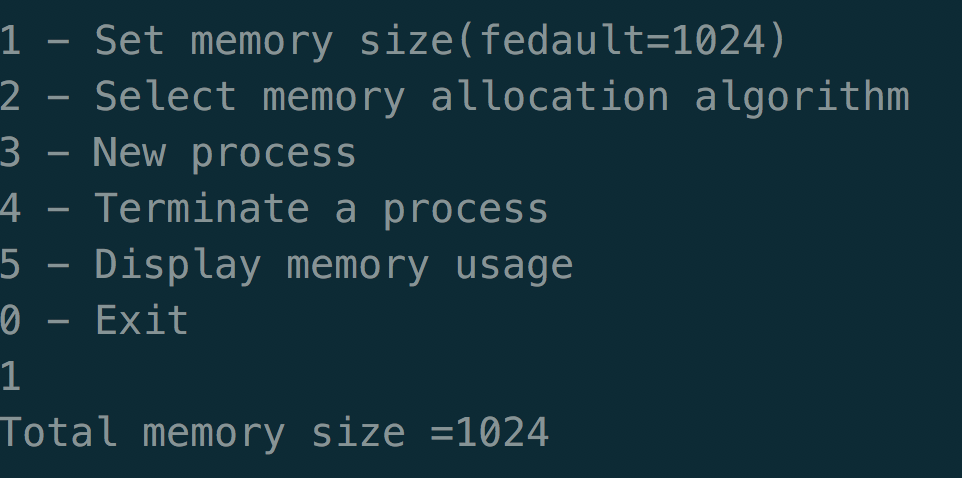 1 – Set memory size(fedault=1024)
2 – Select memory allocation algorithm
3 – New process
4 – Terminate a process
5 – Display memory usage
0 – Exit
1
Total memory size =1024